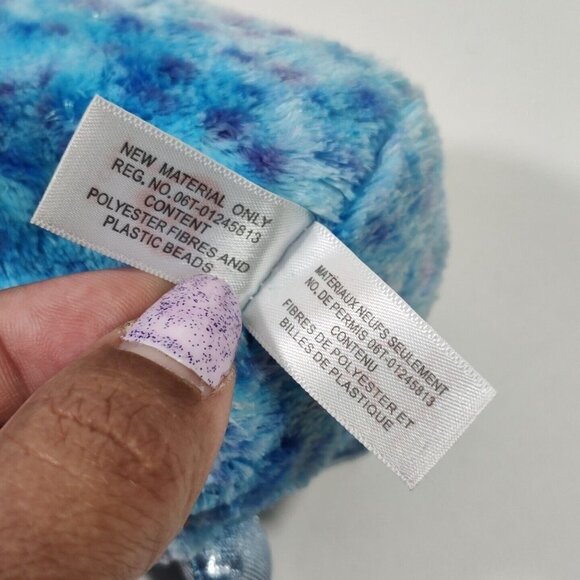 NEW MATERIAL ONLY
REG. NO. 06T-01245813
CONTENT
POLYESTER FIBRES AND
PLASTIC BEADS
MATÉRIAUX NEUFS SEULEMENT
NO. DE PERMIS 06T-01245813
CONTENU
FIBRES DE POLYESTER ET
BILLES DE PLASTIQUE